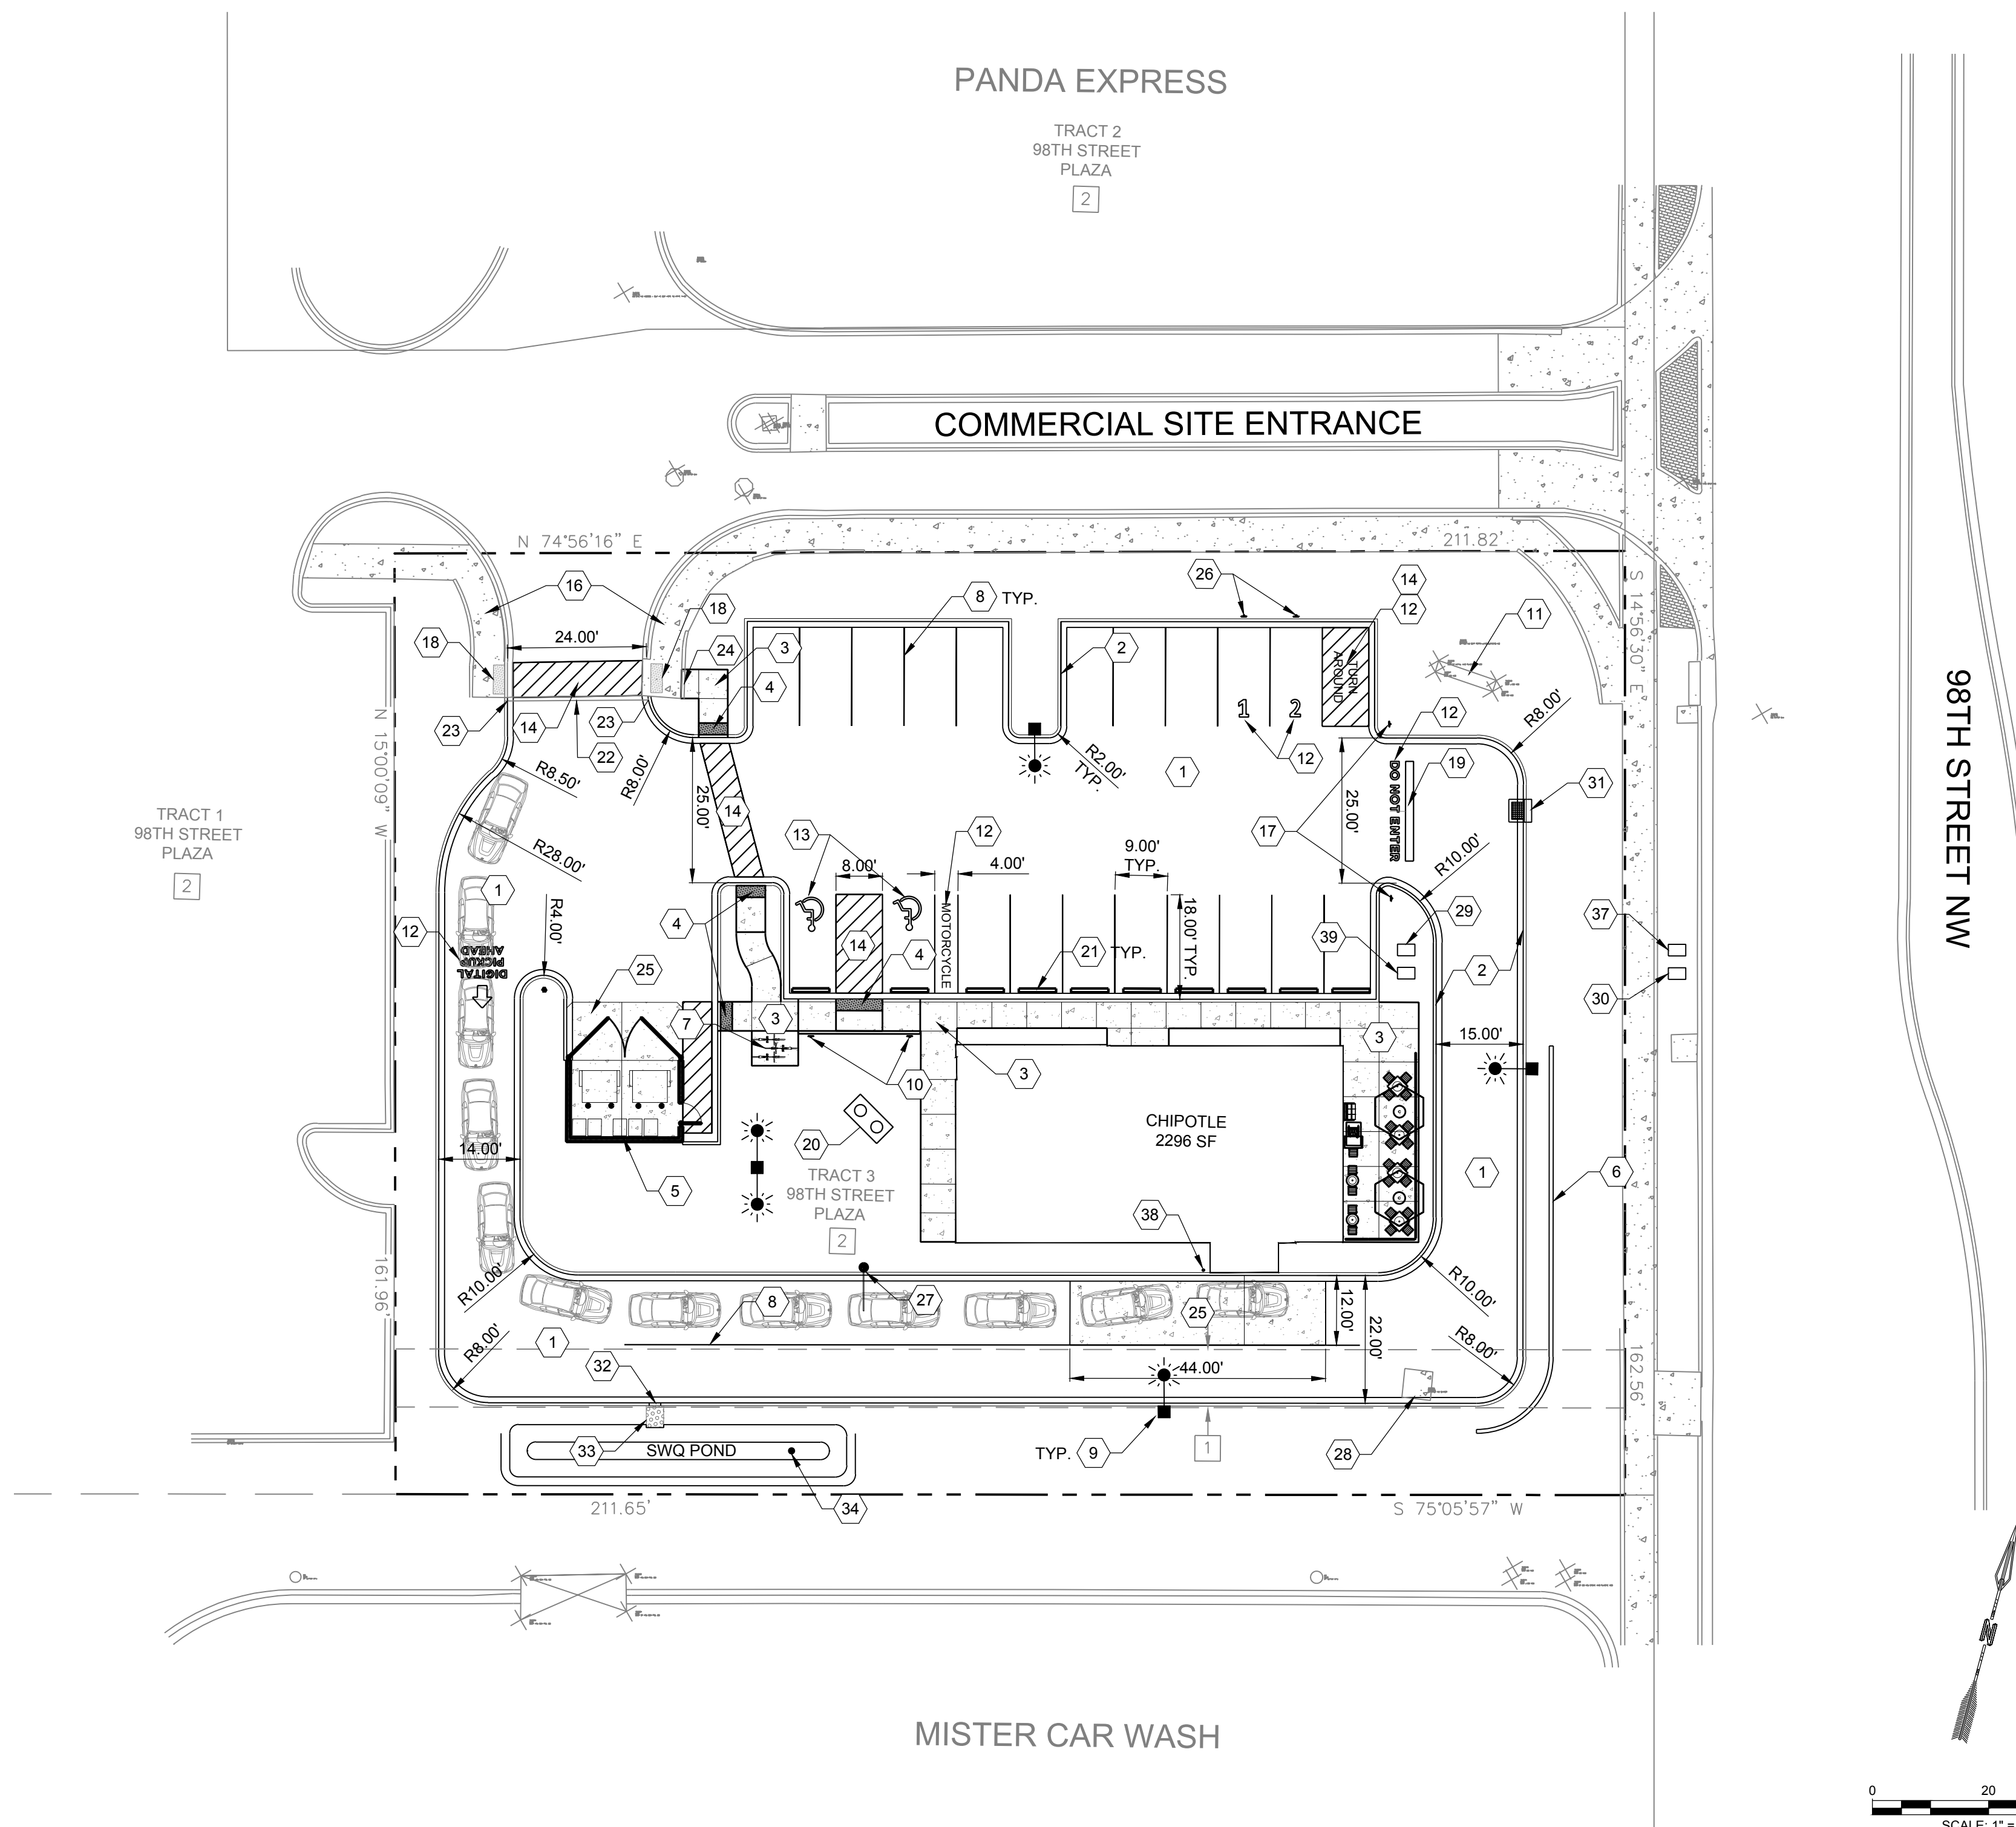 PANDA EXPRESS
TRACT 2
98TH STREET
PLAZA
2
COMMERCIAL SITE ENTRANCE
N 74°56'16" E
211.82'
16
26
14
12
8 TYP.
18
11
S 14°56'30" E
24.00'
18
24
3
2
TURN
AROUND
4
23
14
23
22
1 2
12
R8.00'
N 15°00'09" W
R8.50'
R8.00'
25.00'
R2.00'
TYP.
12
1
DO NOT ENTER
19
25.00'
31
98TH STREET NW
TRACT 1
98TH STREET
PLAZA
2
14
13
12
17
R28.00'
8.00'
4.00'
9.00'
TYP.
R10.00'
1
R4.00'
MOTORCYCLE
18.00' TYP.
29
37
12
4
14
39
DIGITAL
PICKUP
AHEAD
25
4
21 TYP.
2
30
7
3
3
15.00'
10
3
CHIPOTLE
2296 SF
14.00'
20
5
TRACT 3
98TH STREET
PLAZA
2
1
6
38
161.96'
R10.00'
R10.00'
8
27
25
12.00'
22.00'
R8.00'
1
R8.00'
162.56'
32
44.00'
33
SWQ POND
TYP. 9
1
28
34
211.65'
S 75°05'57" W
N
MISTER CAR WASH
0
20
SCALE: 1" =